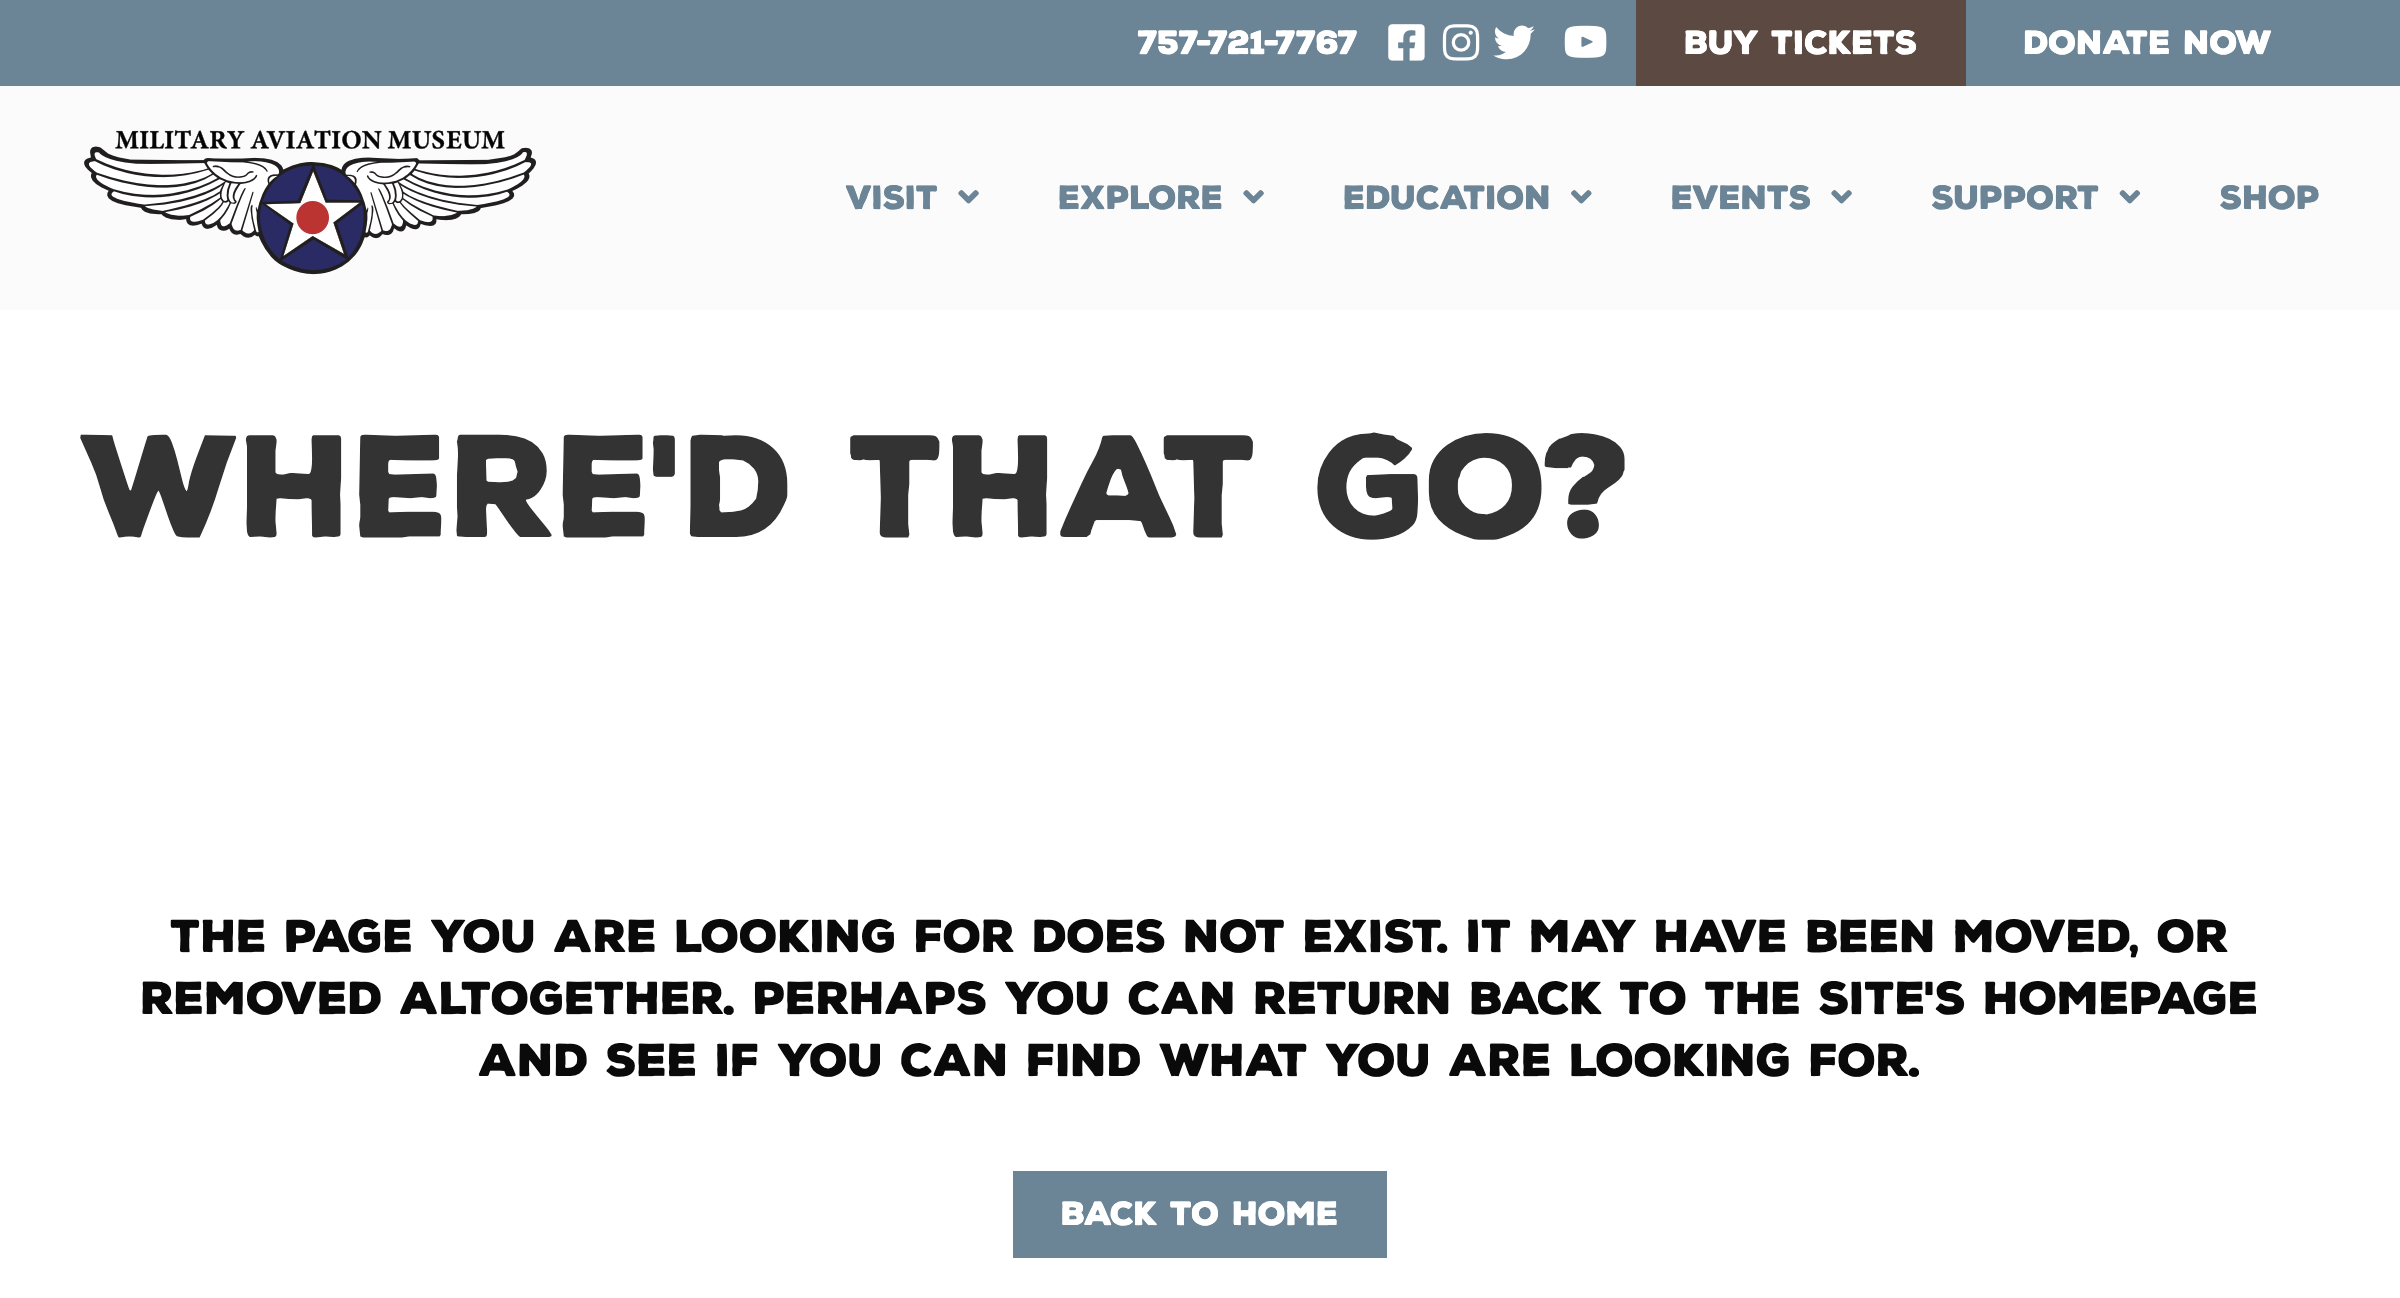 757-721-7767 BUY TICKETS DONATE NOW
MILITARY AVIATION MUSEUM
VISIT EXPLORE EDUCATION EVENTS SUPPORT SHOP
WHERE'D THAT GO?
THE PAGE YOU ARE LOOKING FOR DOES NOT EXIST. IT MAY HAVE BEEN MOVED, OR
REMOVED ALTOGETHER. PERHAPS YOU CAN RETURN BACK TO THE SITE'S HOMEPAGE
AND SEE IF YOU CAN FIND WHAT YOU ARE LOOKING FOR.
BACK TO HOME